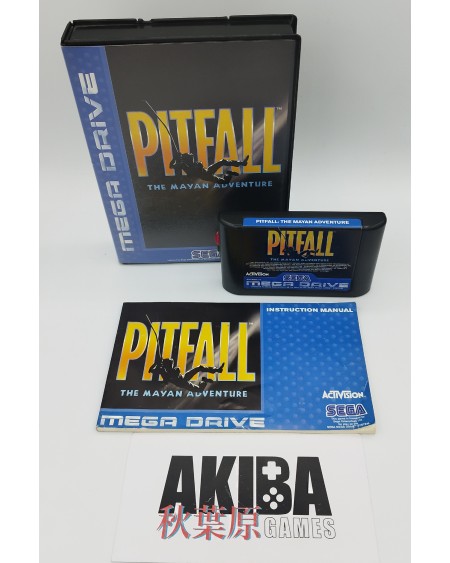 MEGA DRIVE
PITFALL™
THE MAYAN ADVENTURE
SEGA
PITFALL: THE MAYAN ADVENTURE
PITFALL
THE MAYAN ADVENTURE
ACTIVISION
SEGA
MEGA DRIVE
INSTRUCTION MANUAL
PITFALL
THE MAYAN ADVENTURE
ACTIVISION
SEGA
MEGA DRIVE
AKIBA
秋葉原 GAMES